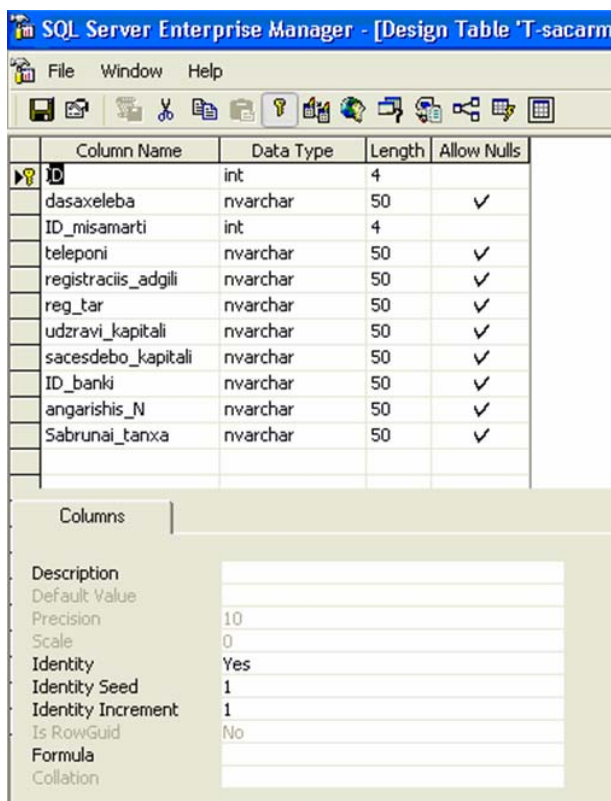 SQL Server Enterprise Manager - [Design Table 'T-sacarm
File Window Help
Column Name Data Type Length Allow Nulls
ID int 4
dasaxeleba nvarchar 50
ID_misamarti int 4
teleponi nvarchar 50
registraciis_adgili nvarchar 50
reg_tar nvarchar 50
udzravi_kapitali nvarchar 50
sacesdebo_kapitali nvarchar 50
ID_banki nvarchar 50
angarishis_N nvarchar 50
Sabrunai_tanxa nvarchar 50
Columns
Description
Default Value
Precision 10
Scale 0
Identity Yes
Identity Seed 1
Identity Increment 1
Is RowGuid No
Formula
Collation